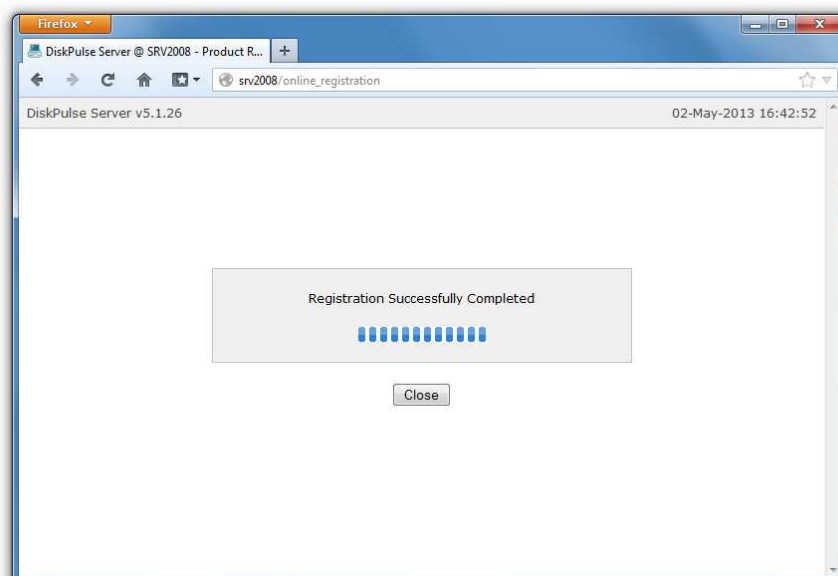 Firefox
DiskPulse Server @ SRV2008 - Product R...
srv2008/online_registration
DiskPulse Server v5.1.26
02-May-2013 16:42:52
Registration Successfully Completed
Close